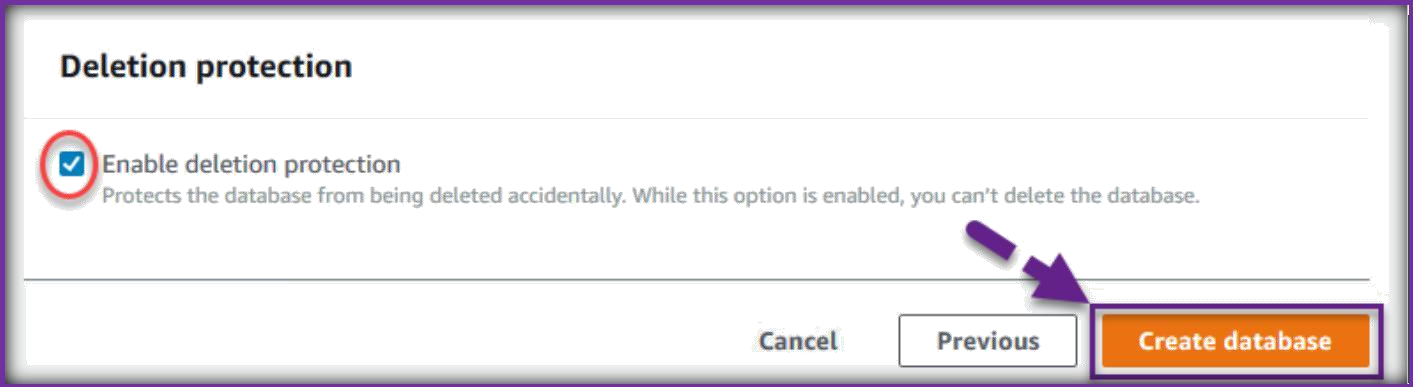 Deletion protection
Enable deletion protection
Protects the database from being deleted accidentally. While this option is enabled, you can’t delete the database.
Cancel Previous Create database